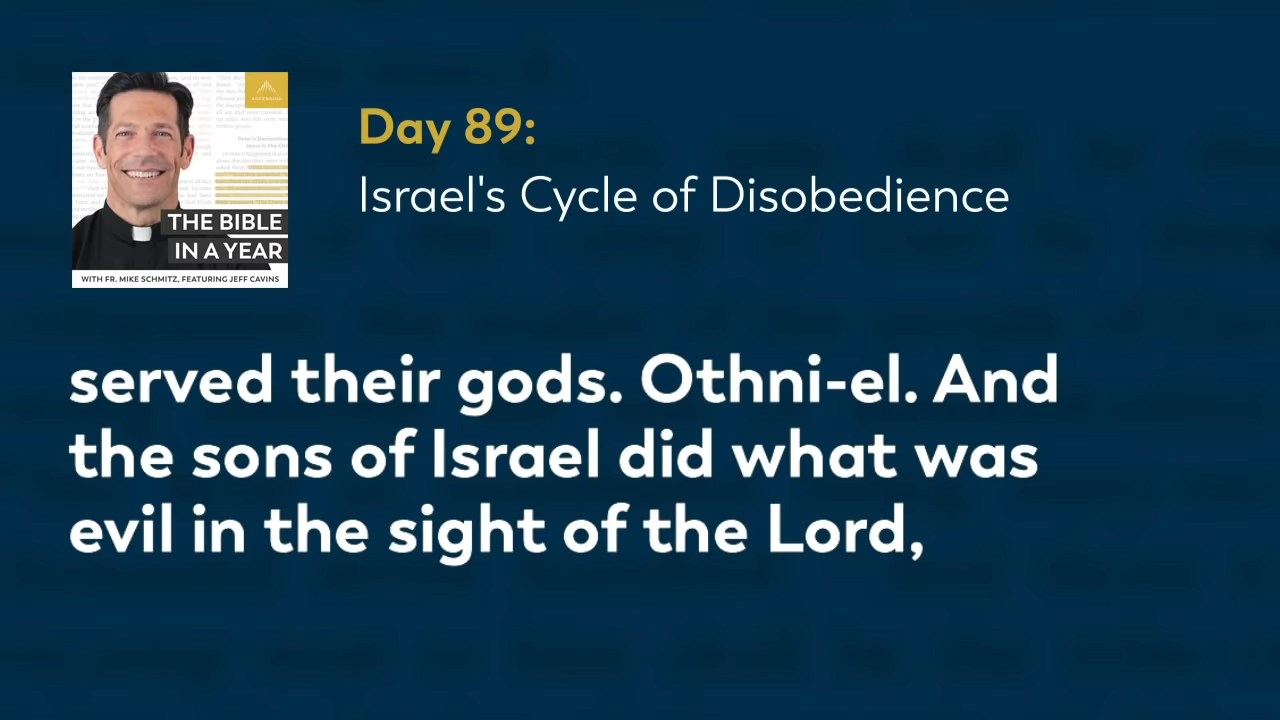 THE BIBLE
IN A YEAR
WITH FR. MIKE SCHMITZ, FEATURING JEFF CAVINS
Day 89:
Israel's Cycle of Disobedience
served their gods. Othni-el. And
the sons of Israel did what was
evil in the sight of the Lord,